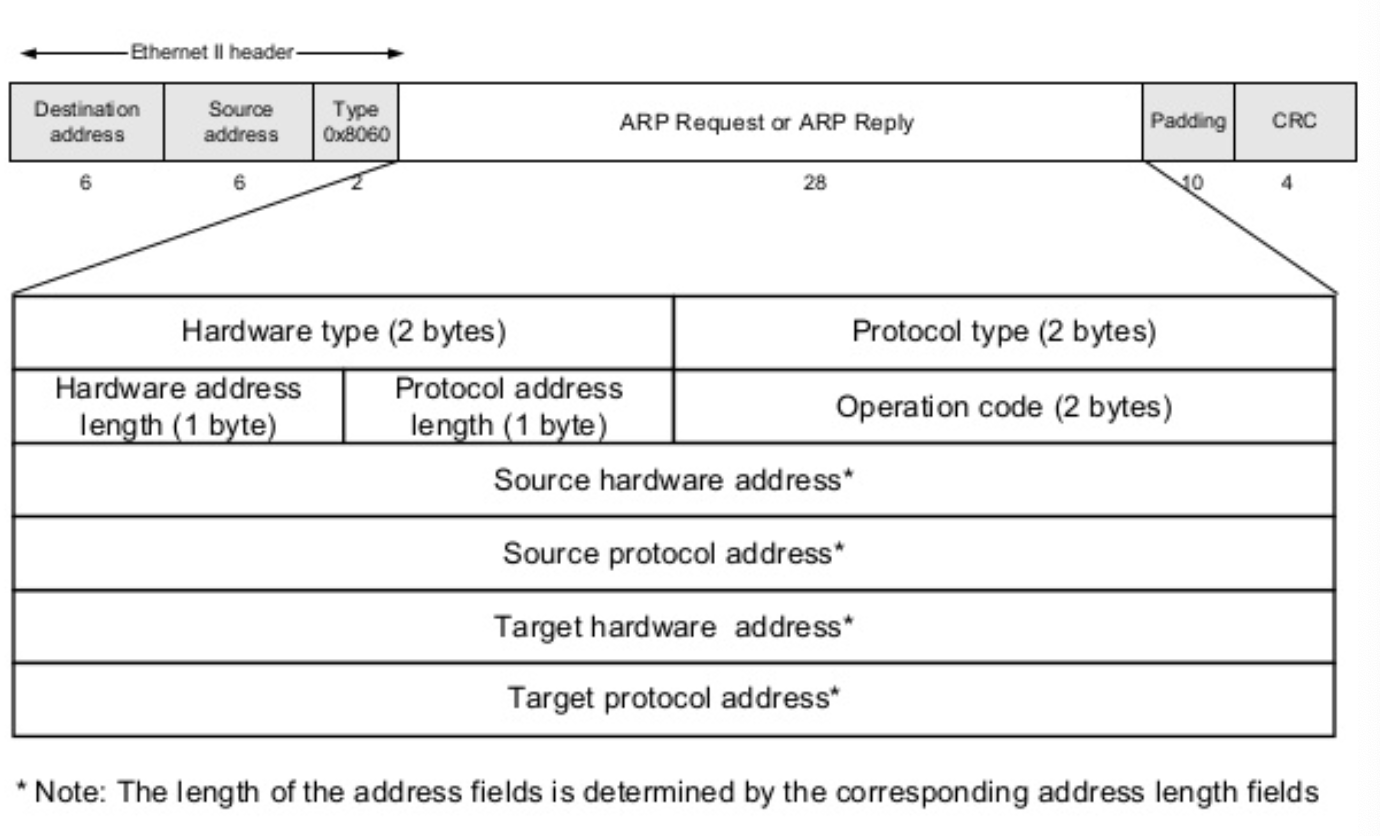 Ethernet II header
Destination
address
Source
address
Type
0x8060
ARP Request or ARP Reply
Padding
CRC
6
6
2
28
10
4
Hardware type (2 bytes)
Protocol type (2 bytes)
Hardware address
length (1 byte)
Protocol address
length (1 byte)
Operation code (2 bytes)
Source hardware address*
Source protocol address*
Target hardware address*
Target protocol address*
* Note: The length of the address fields is determined by the corresponding address length fields